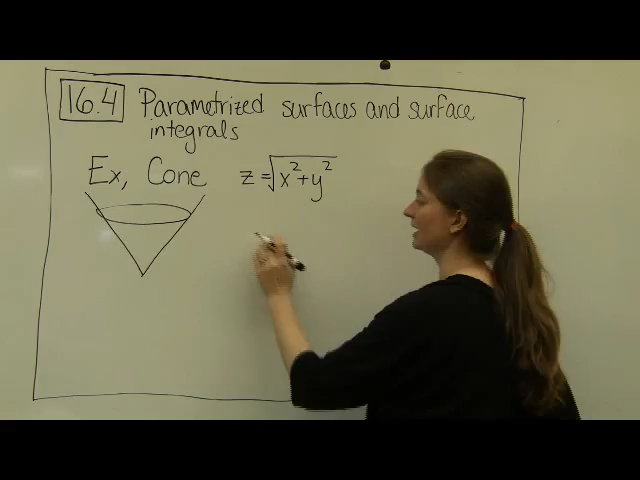 16.4 Parametrized surfaces and surface
integrals
Ex, Cone z = √x²+y²